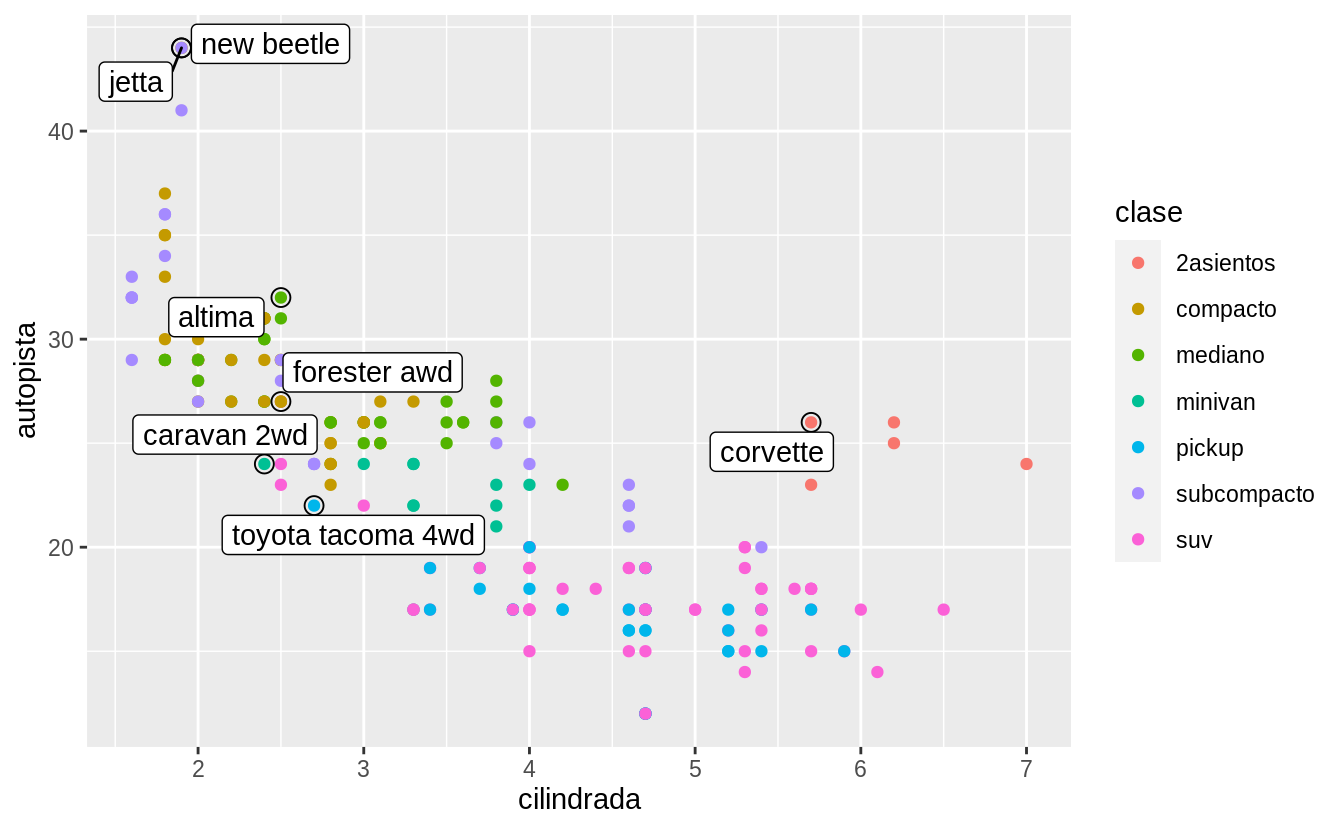 new beetle
jetta
40
altima
30
forester awd
caravan 2wd
corvette
toyota tacoma 4wd
20
autopista
2 3 4 5 6 7
cilindrada
clase
2asientos
compacto
mediano
minivan
pickup
subcompacto
suv